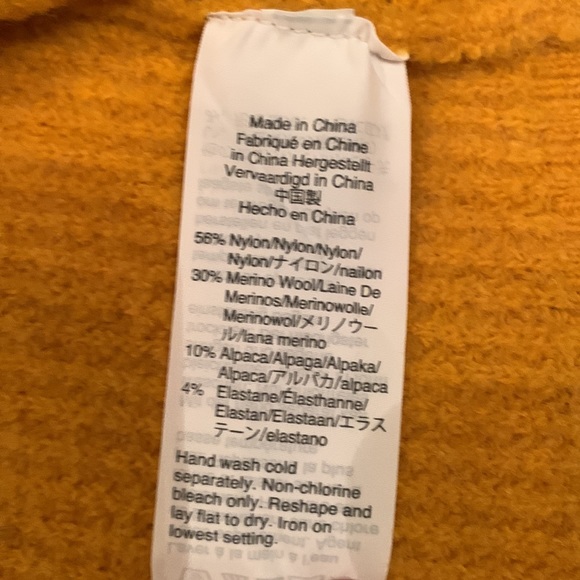 Made in China
Fabriqué en Chine
in China Hergestellt
Vervaardigd in China
中国製
Hecho en China
56% Nylon/Nylon/Nylon/
Nylon/ナイロン/nailon
30% Merino Wool/Laine De
Merinos/Merinowolle/
Merinowol/メリノウー
ル/lana merino
10% Alpaca/Alpaga/Alpaka/
Alpaca/アルパカ/alpaca
4% Elastane/Élasthanne/
Elastan/Elastaan/エラス
テーン/elastano
Hand wash cold
separately. Non-chlorine
bleach only. Reshape and
lay flat to dry. Iron on
lowest setting.